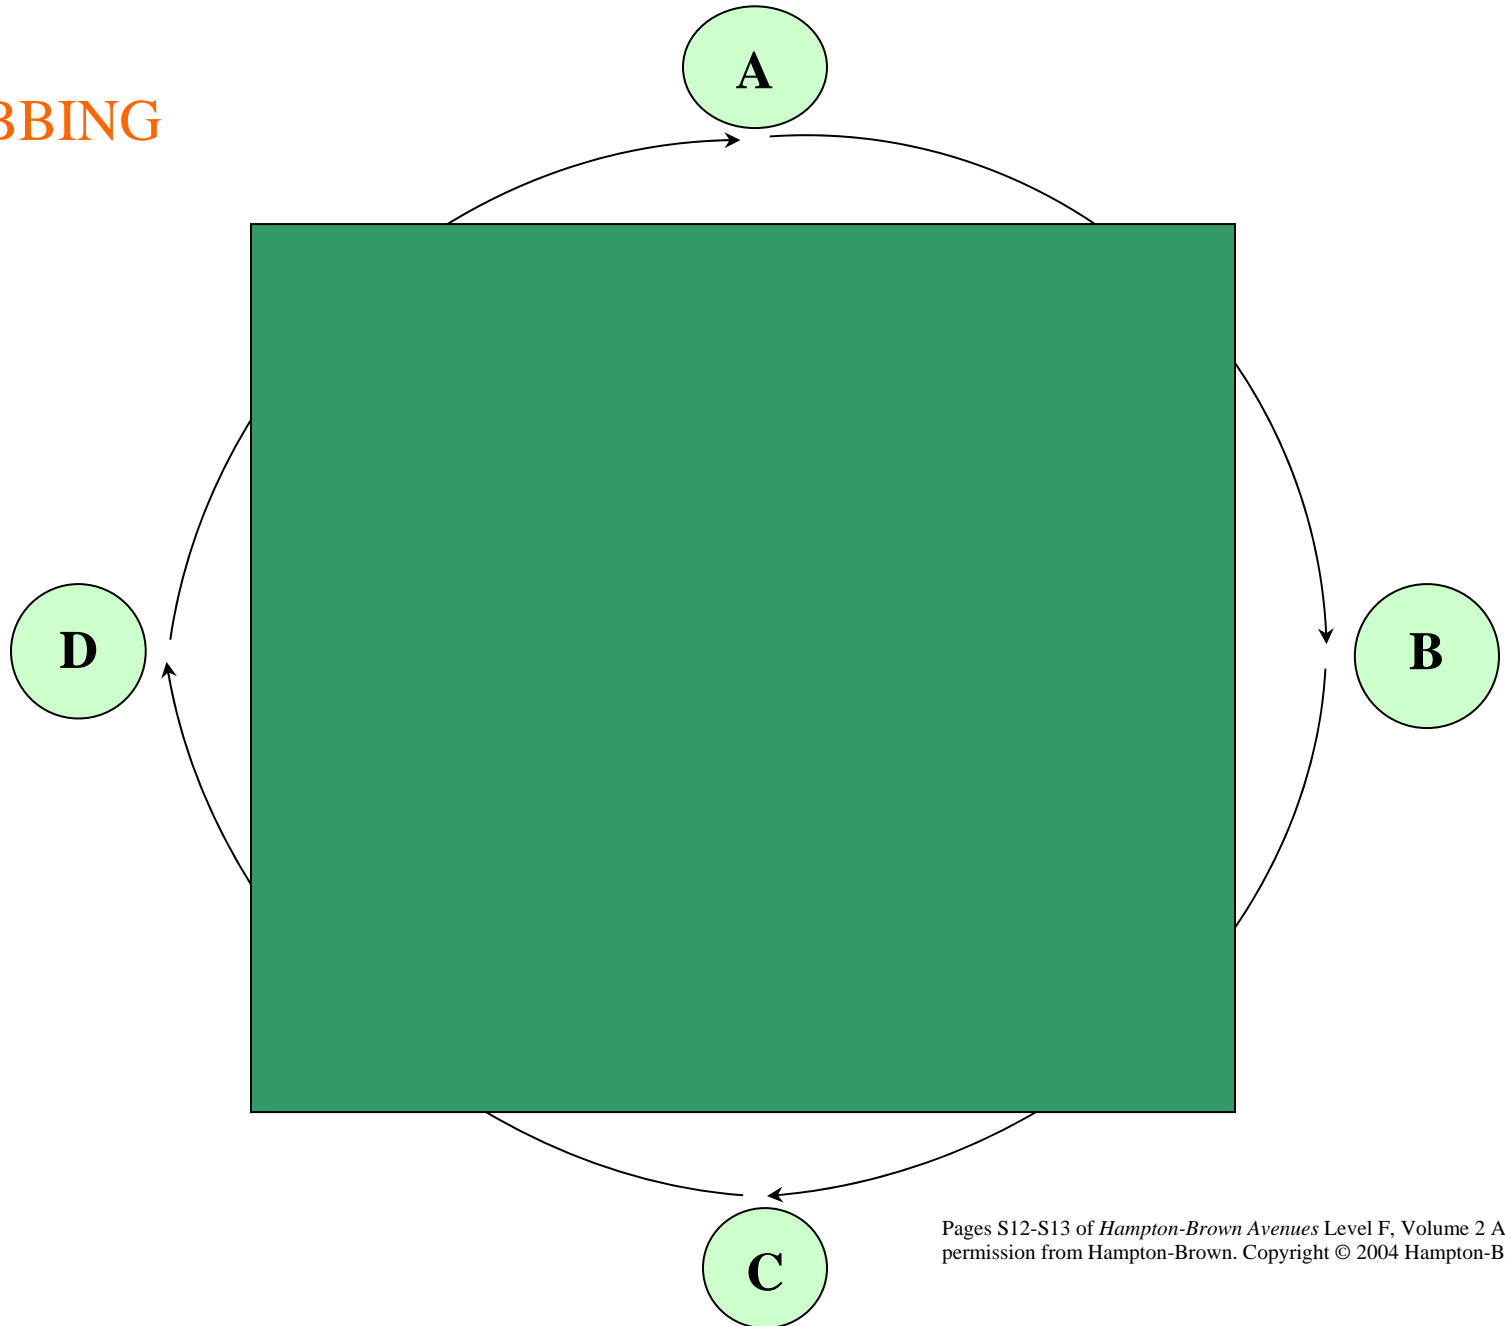 A
BBING
D
B
Pages S12-S13 of Hampton-Brown Avenues Level F, Volume 2 A
permission from Hampton-Brown. Copyright © 2004 Hampton-B
C